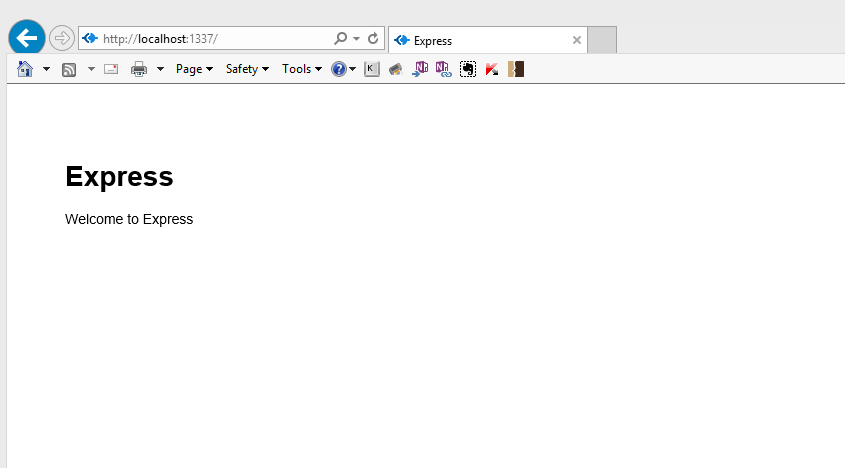 http://localhost:1337/
Express
Page Safety Tools
Express
Welcome to Express